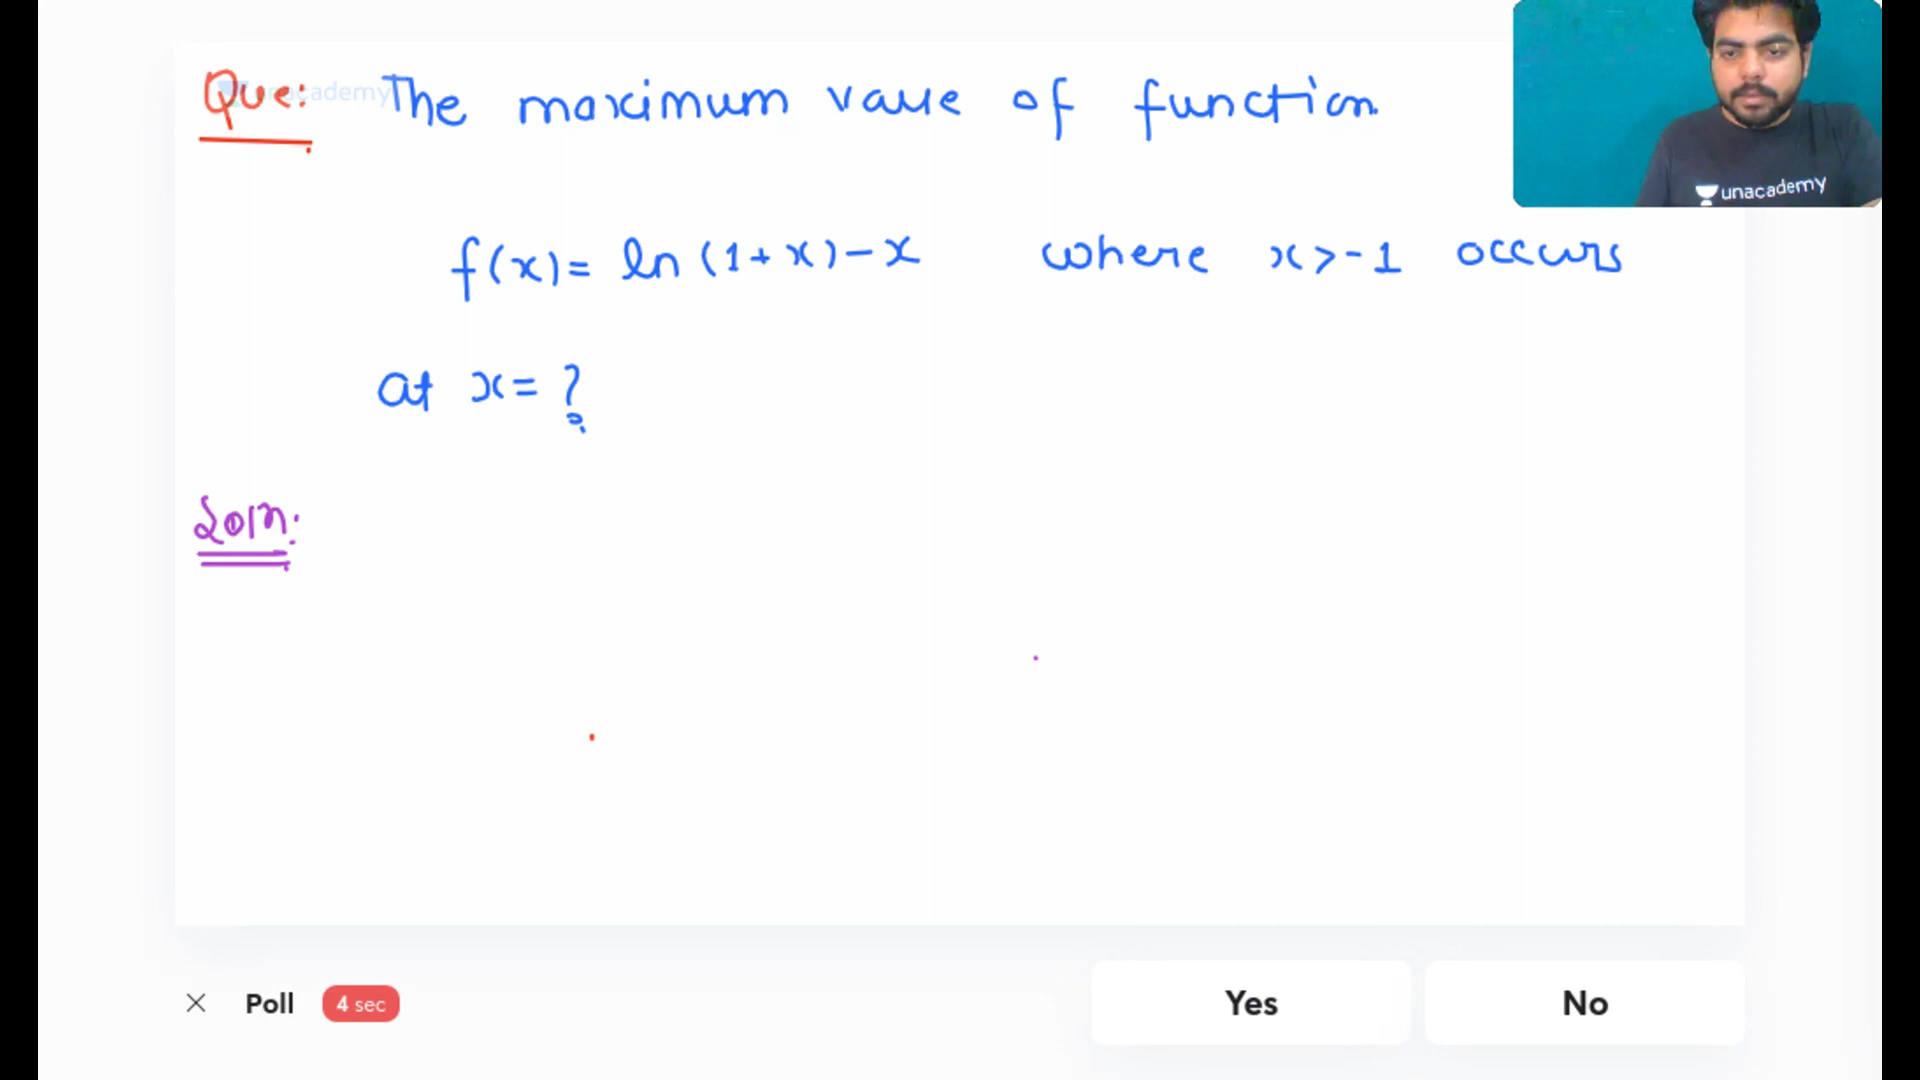 Que: The maximum value of function
f(x)= ln (1+x)-x where x>-1 occurs
at x= ?
Soln:
unacademy
unacademy
× Poll 4 sec Yes No